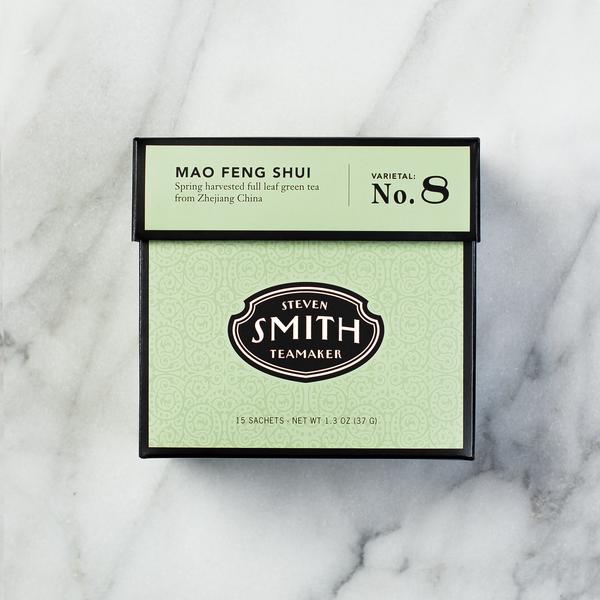 MAO FENG SHUI
Spring harvested full leaf green tea
from Zhejiang China
VARIETAL:
No. 8
STEVEN
SMITH
TEAMAKER
15 SACHETS - NET WT 1.3 OZ (37 G)